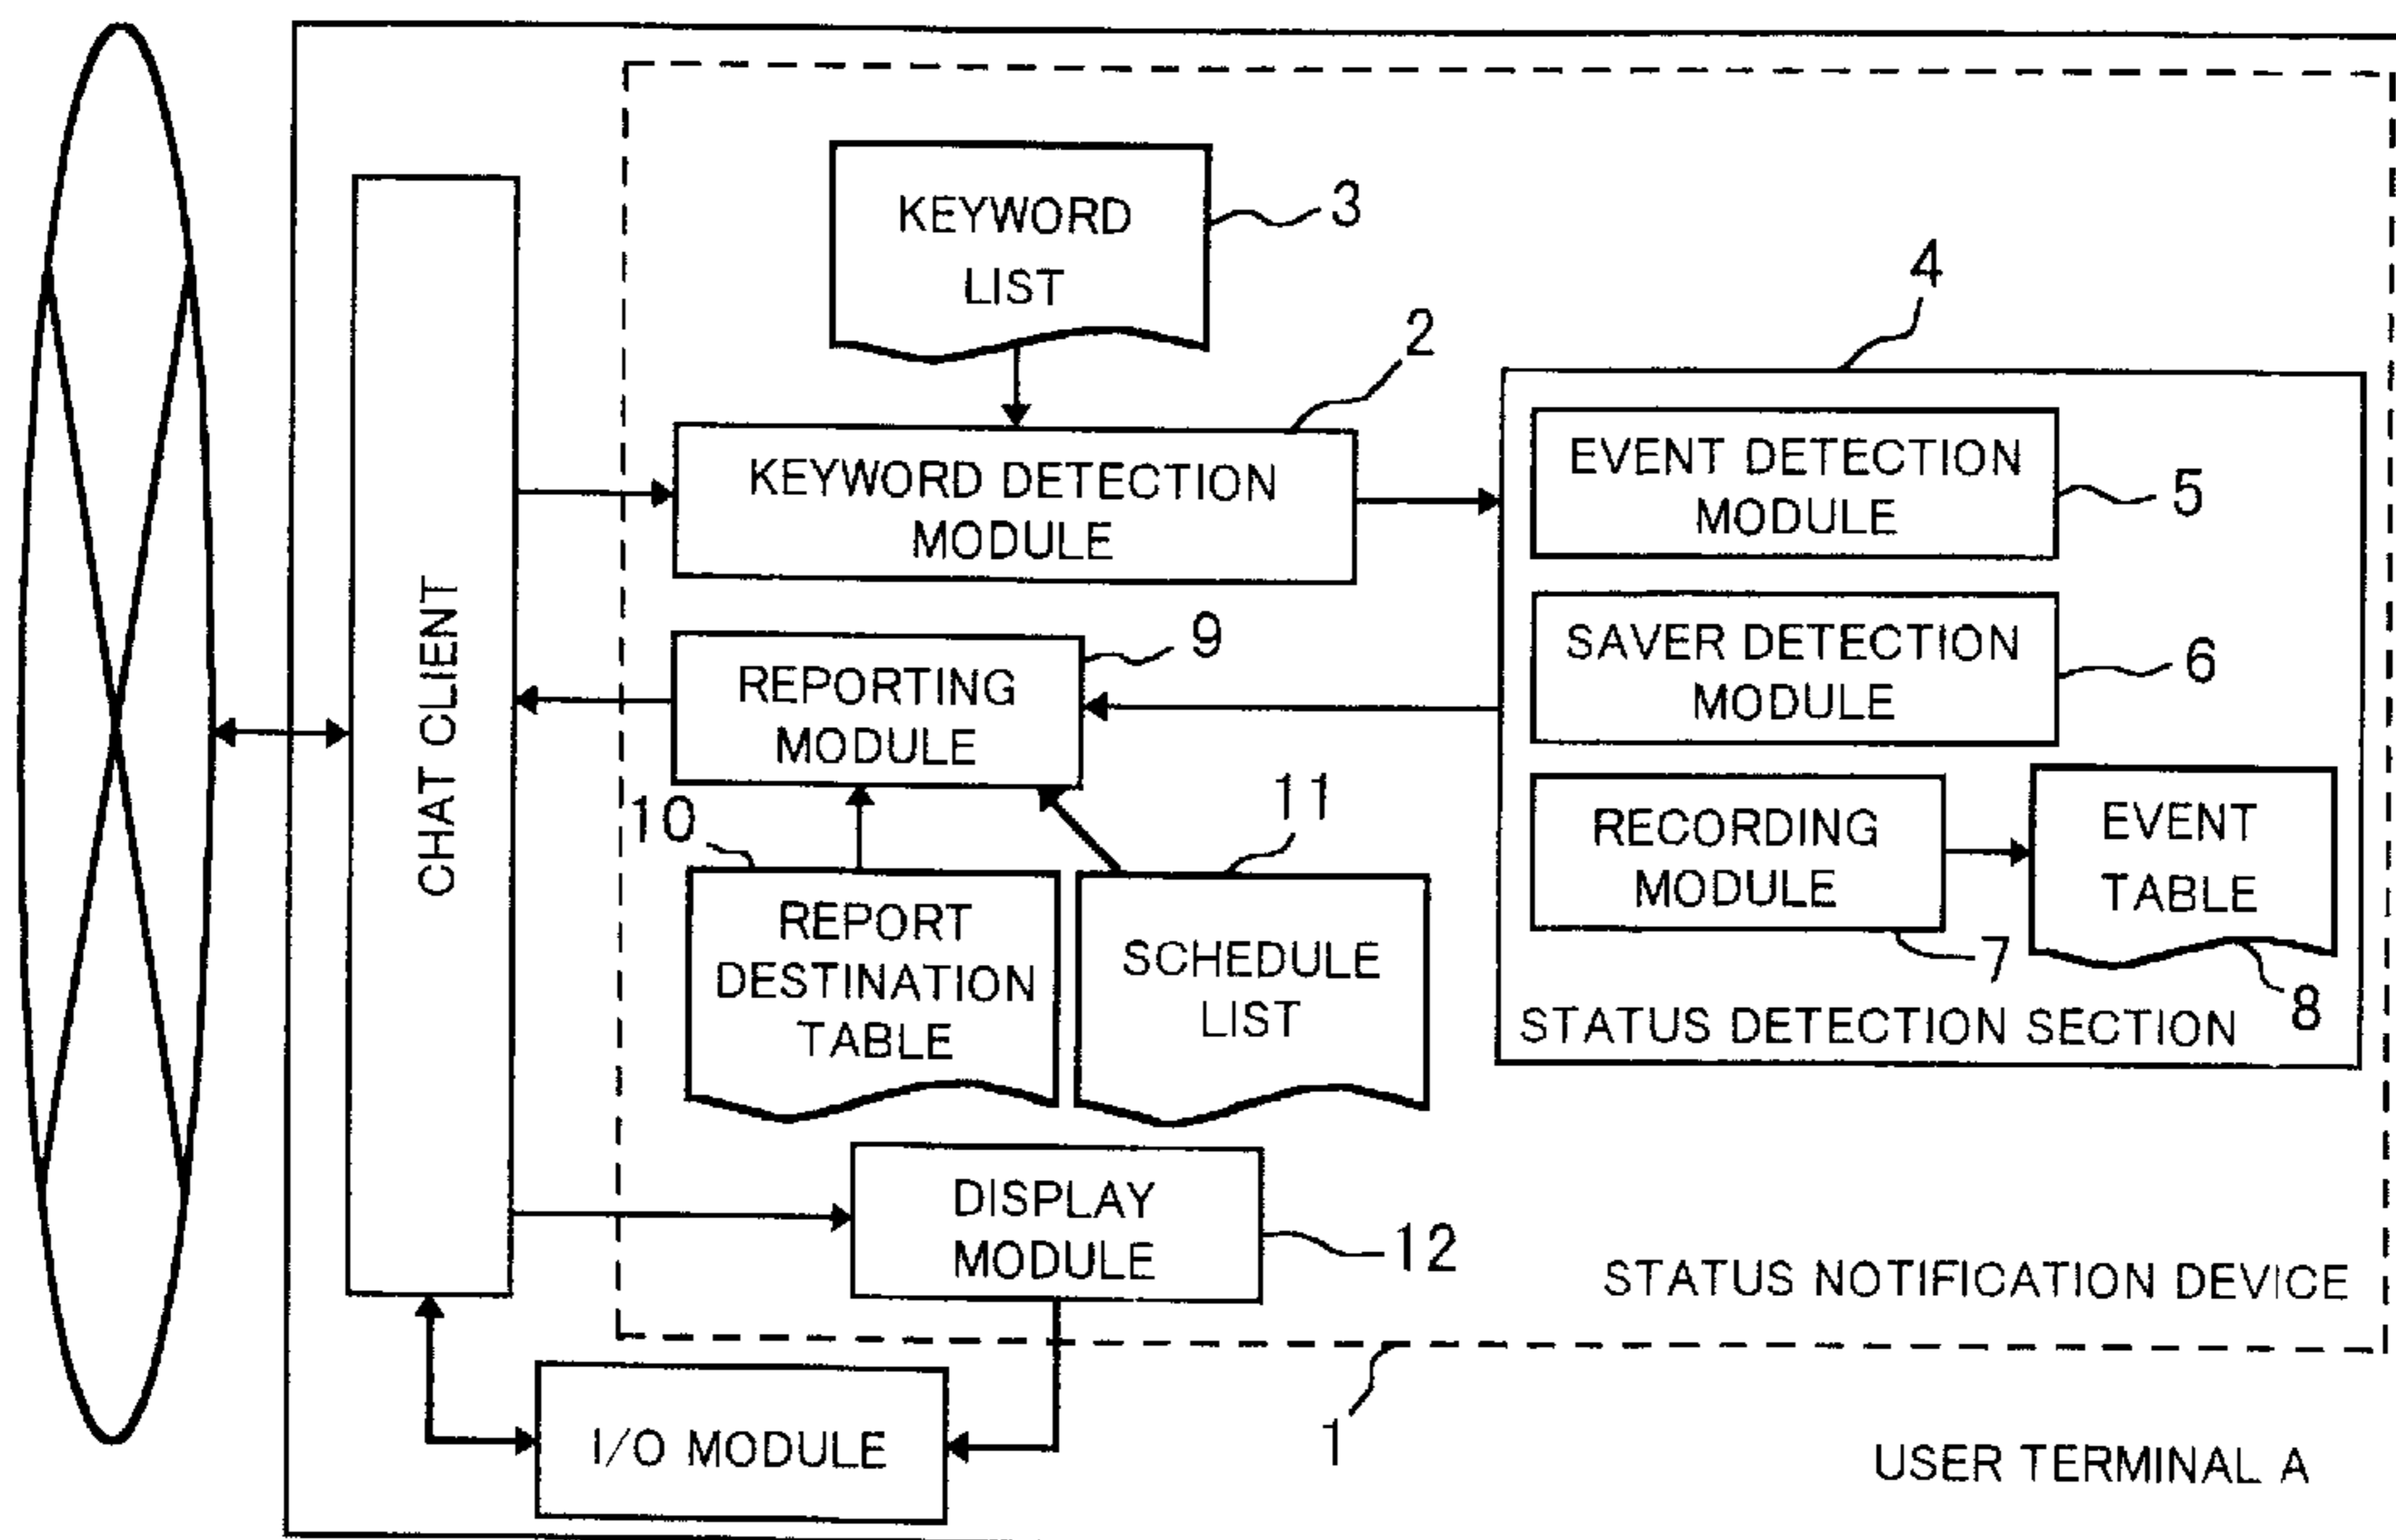 KEYWORD
LIST
3
4
2
KEYWORD DETECTION
MODULE
EVENT DETECTION
MODULE
5
SAVER DETECTION
MODULE
6
CHAT CLIENT
REPORTING
MODULE
9
10
11
RECORDING
MODULE
7
EVENT
TABLE
8
REPORT
DESTINATION
TABLE
SCHEDULE
LIST
STATUS DETECTION SECTION
DISPLAY
MODULE
12
STATUS NOTIFICATION DEVICE
1
I/O MODULE
USER TERMINAL A